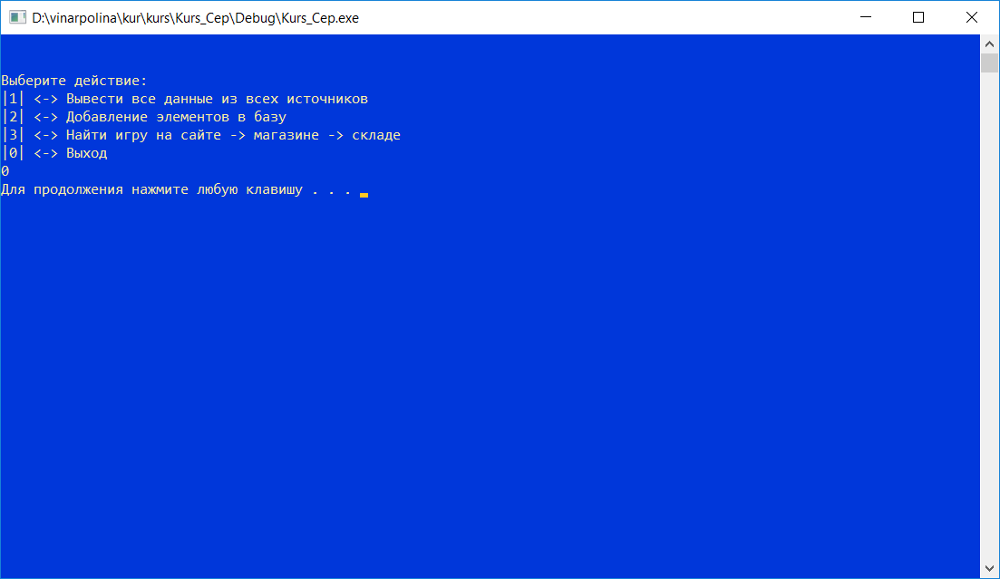 D:\vinarpolina\kur\kurs\Kurs_Cep\Debug\Kurs_Cep.exe
Выберите действие:
|1| <-> Вывести все данные из всех источников
|2| <-> Добавление элементов в базу
|3| <-> Найти игру на сайте -> магазине -> складе
|0| <-> Выход
0
Для продолжения нажмите любую клавишу . . .